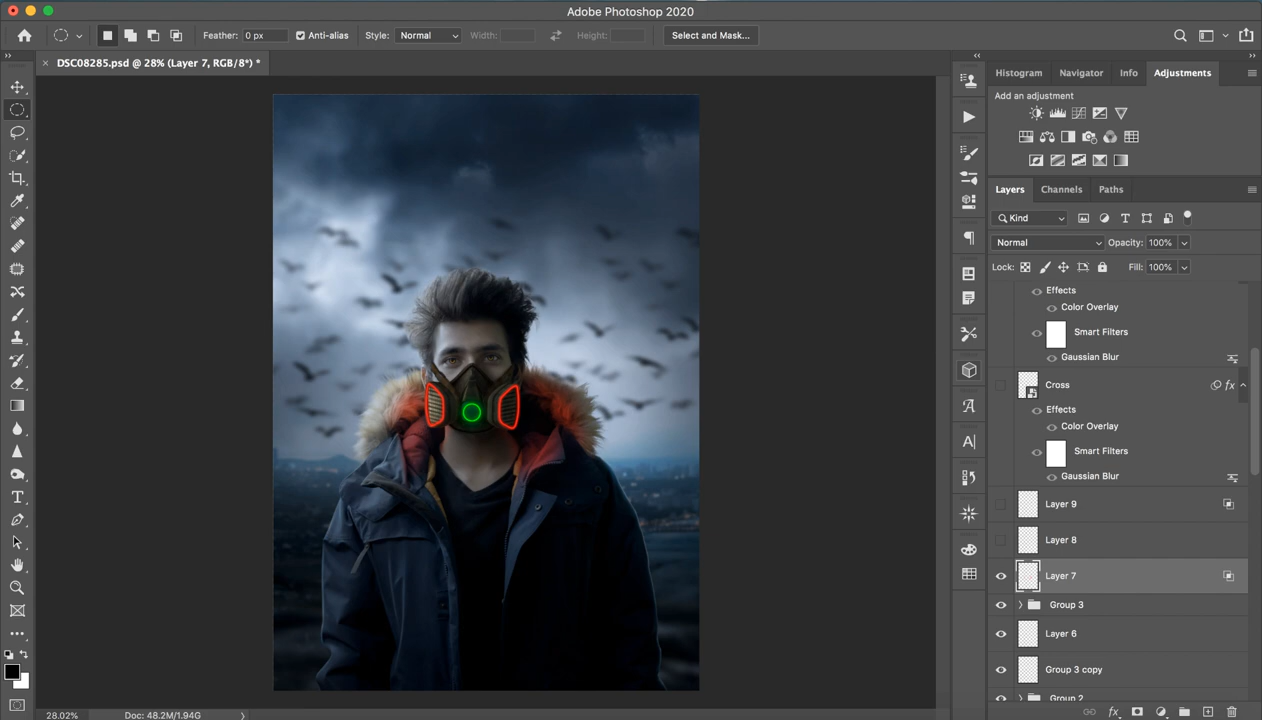 Adobe Photoshop 2020
Feather: 0 px Anti-alias Style: Normal Width: Height: Select and Mask...
DSC08285.psd @ 28% (Layer 7, RGB/8*) *
Histogram Navigator Info Adjustments
Add an adjustment
Layers Channels Paths
Kind
Normal Opacity: 100%
Lock: Fill: 100%
Effects
Color Overlay
Smart Filters
Gaussian Blur
Cross
Effects
Color Overlay
Smart Filters
Gaussian Blur
Layer 9
Layer 8
Layer 7
Group 3
Layer 6
Group 3 copy
Group 2
28.02% Doc: 48.2M/1.94G